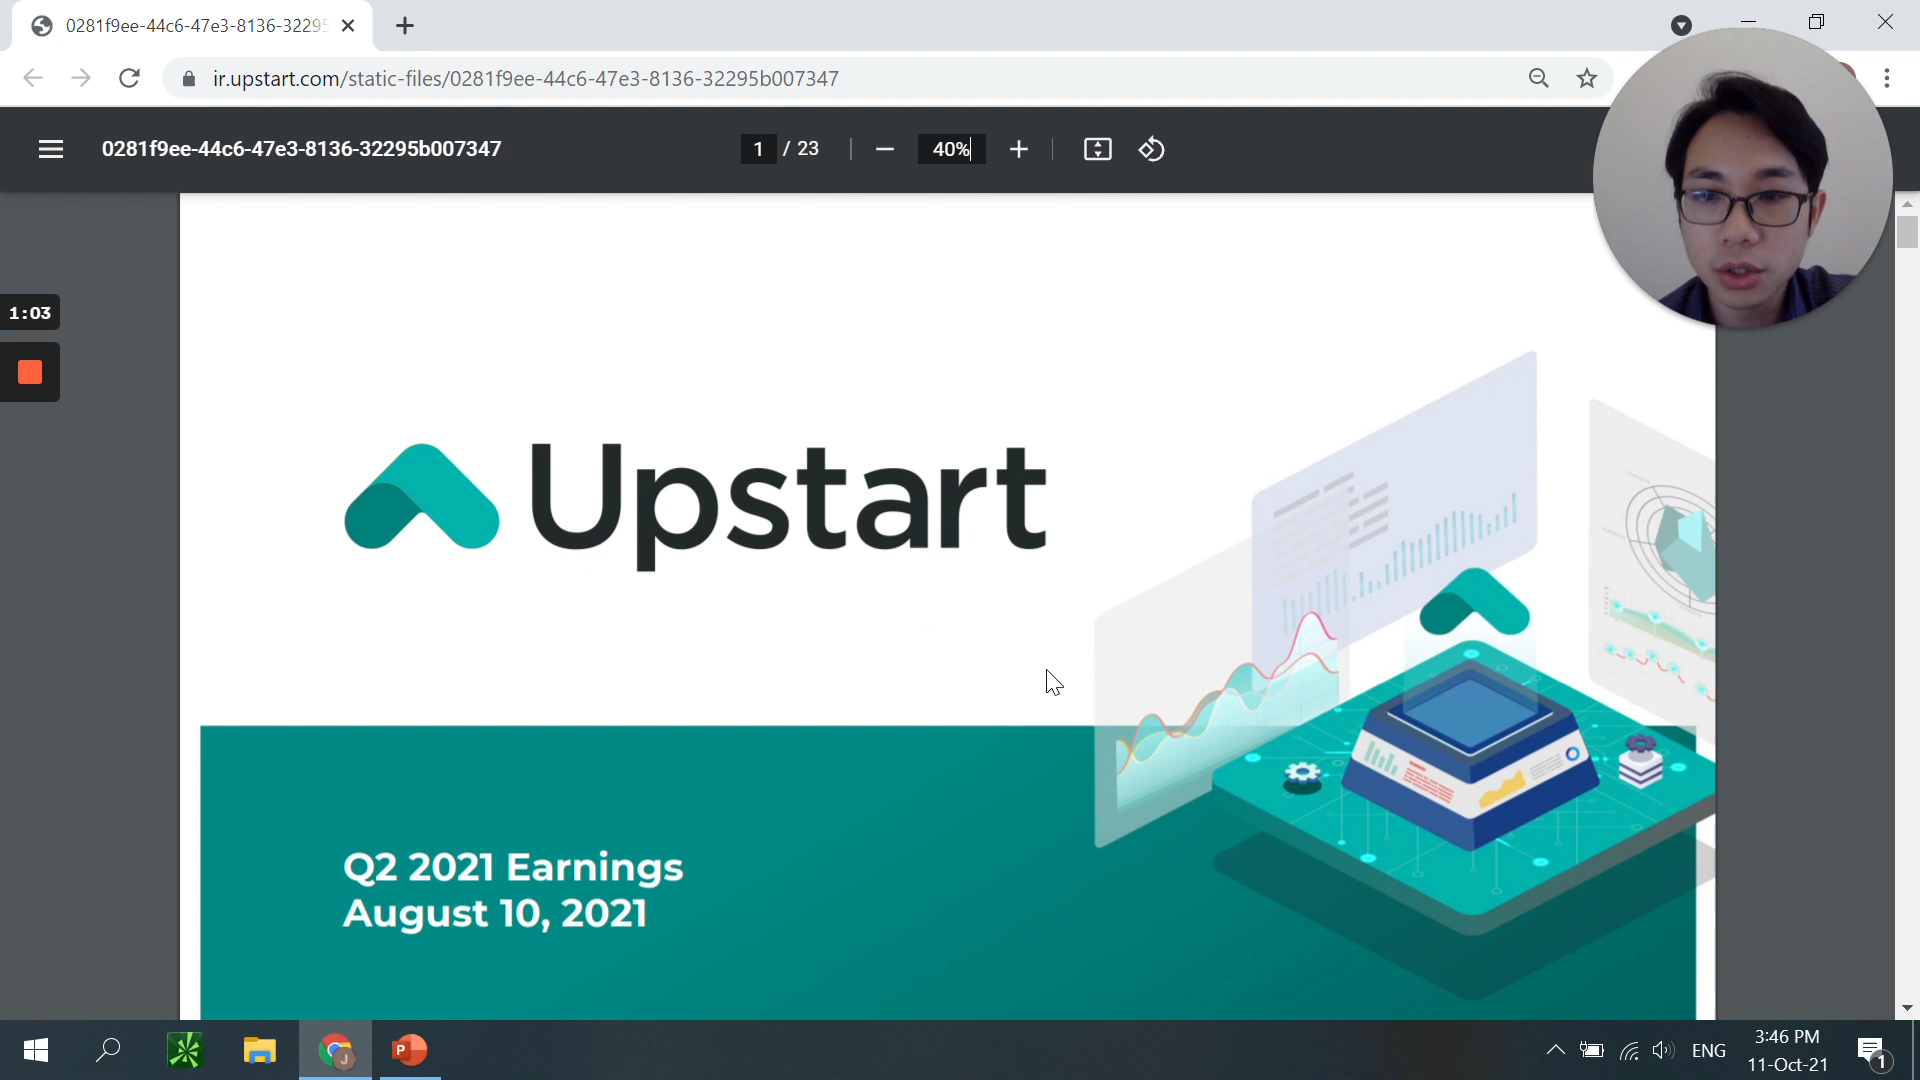 0281f9ee-44c6-47e3-8136-3229
ir.upstart.com/static-files/0281f9ee-44c6-47e3-8136-32295b007347
0281f9ee-44c6-47e3-8136-32295b007347
1 / 23
40%
1:03
Upstart
Q2 2021 Earnings
August 10, 2021
J
P
ENG
3:46 PM
11-Oct-21
1